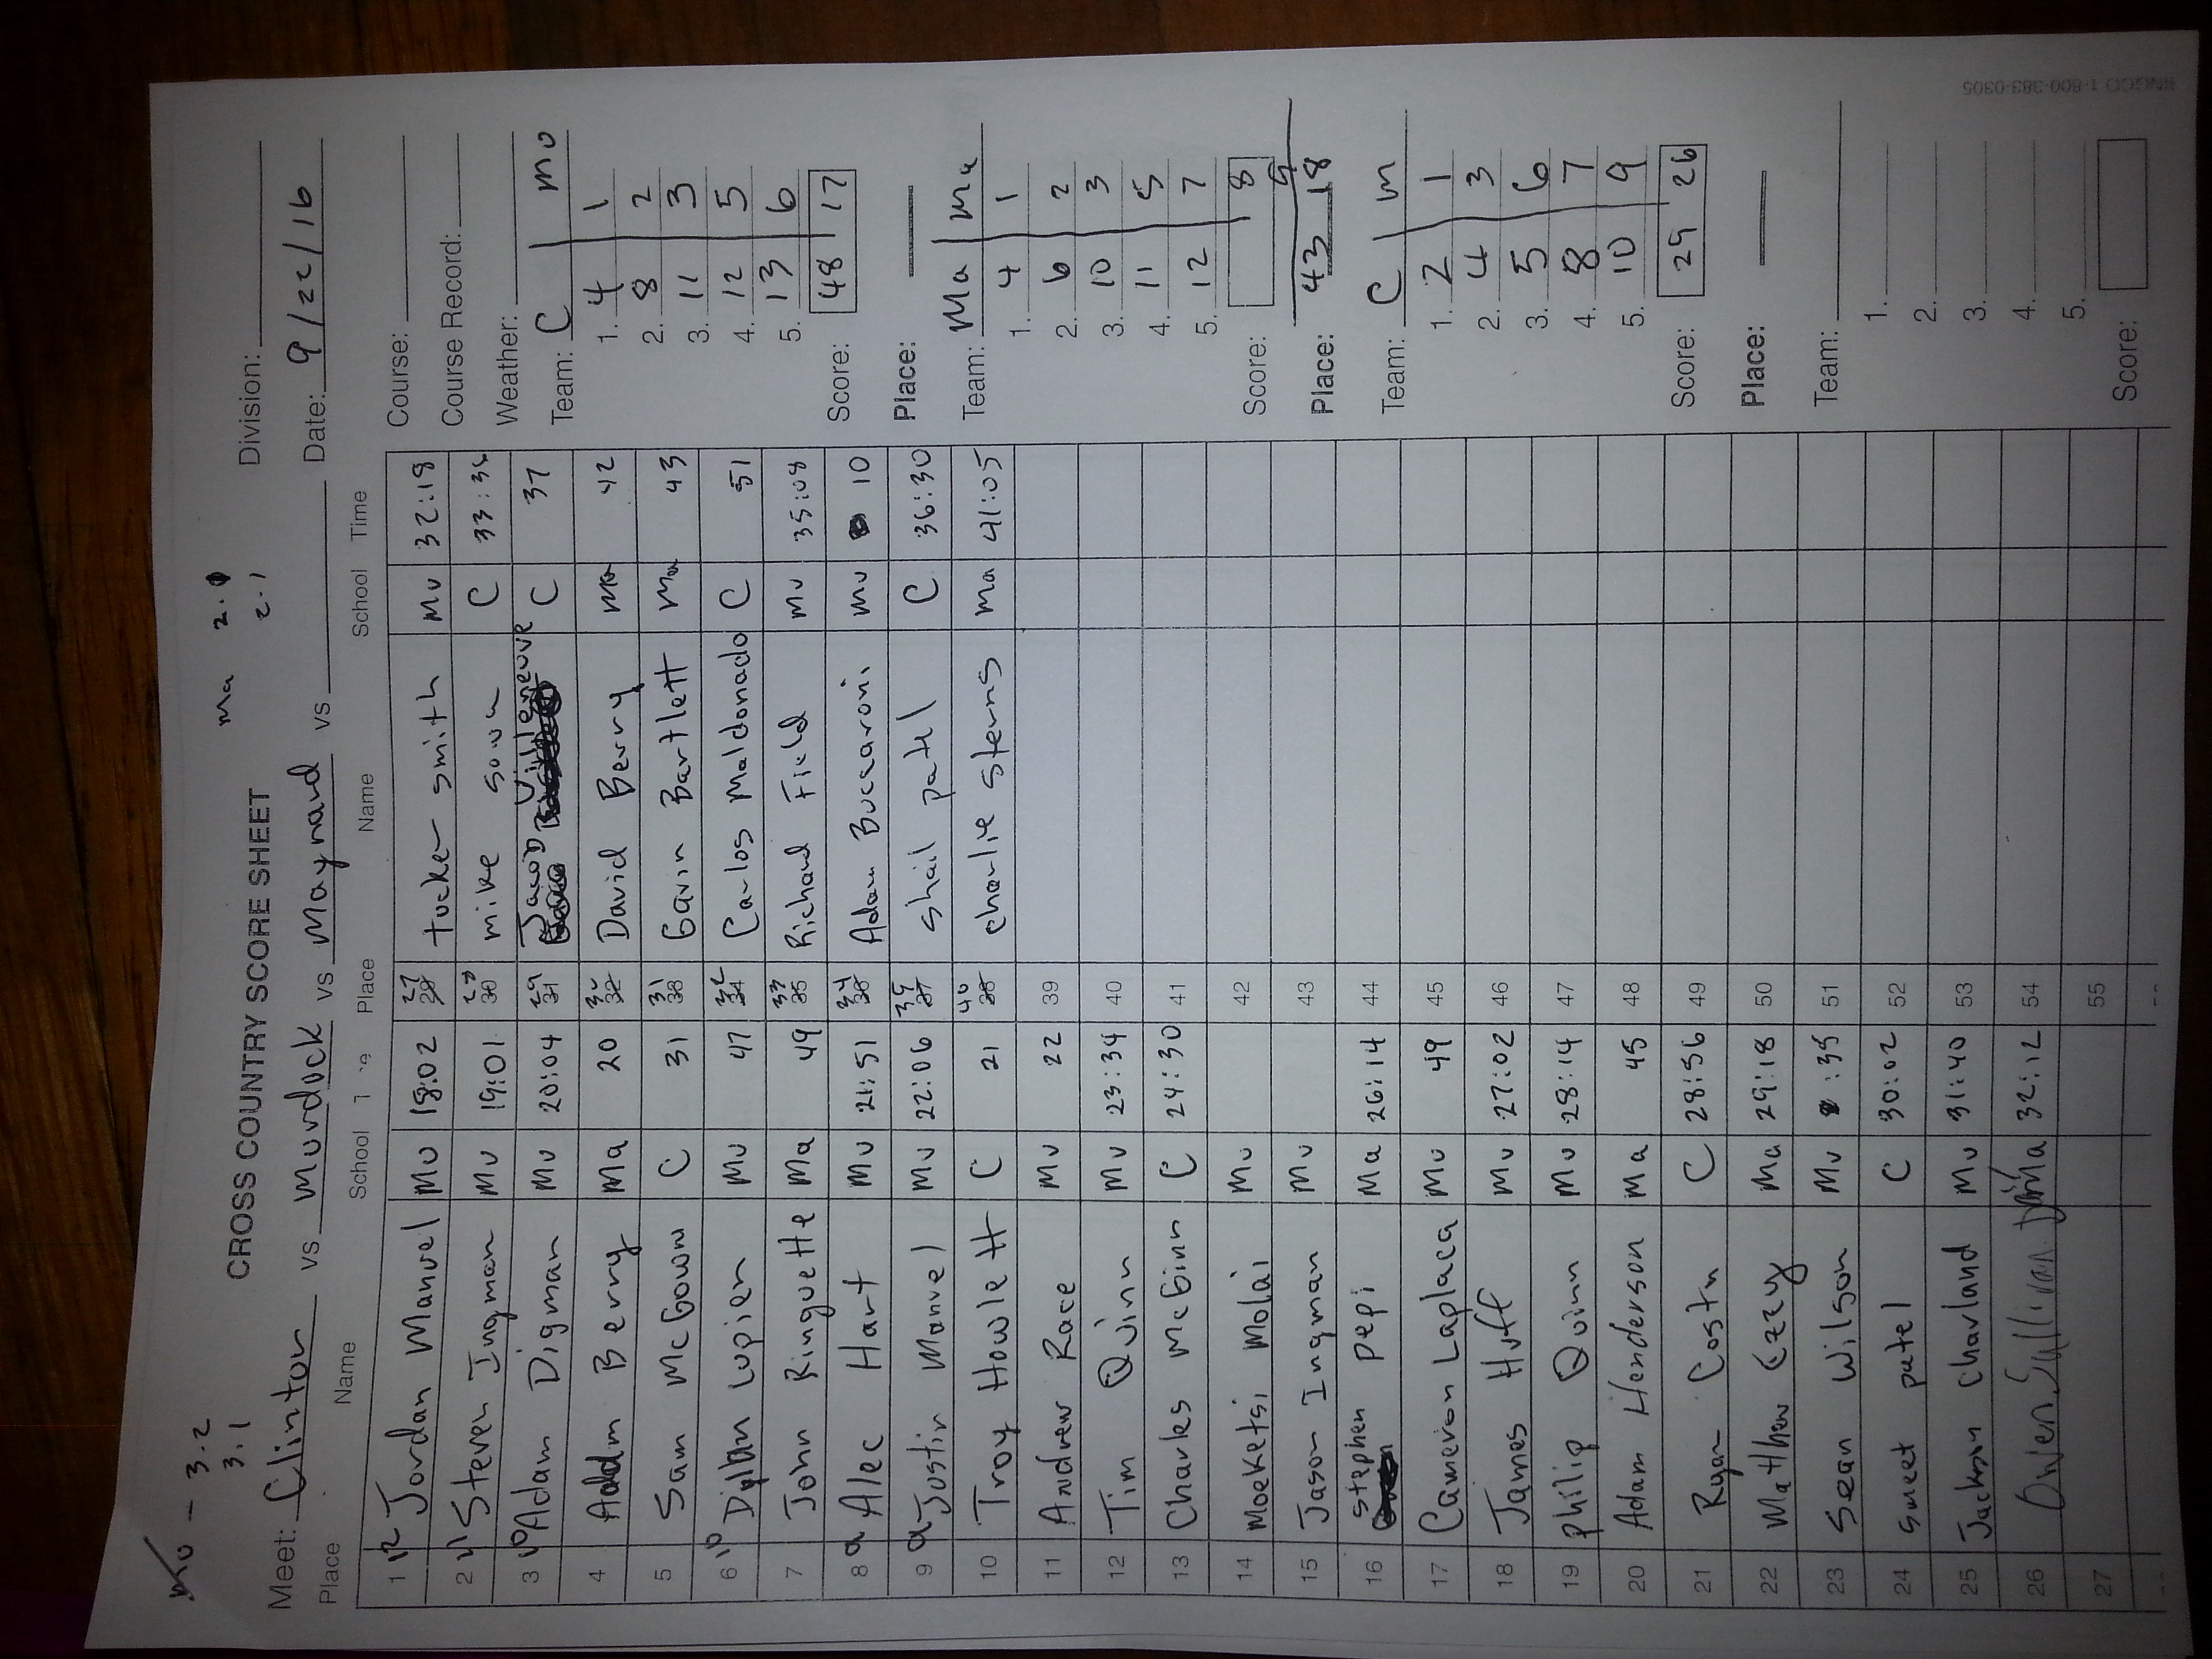 Mu - 3.2
3.1
Ma 2.0
2.1
CROSS COUNTRY SCORE SHEET
Division:
Meet: Clinton vs Murdock vs Maynard vs
Date: 9/22/16
Place Name School Place Name School Time
1 12 Jordan Manuel Mu 18:02
2 11 Steven Ingman Mu 19:01
3 10 Adam Digman Mu 20:04
4 Adam Berry Ma 20
5 Sam McGown C 31
6 10 Dylan Lupien Mu 47
7 John Ringuette Ma 49
8 9 Alec Hart Mu 21:51
9 9 Justin Manuel Mu 22:06
10 Troy Howlett C 21
11 Andrew Race Mu 22
12 Tim Quinn Mu 23:34
13 Charles McGinn C 24:30
14 Moeketsi Molai Mu
15 Jason Ingman Mu
16 Stephen Pepi Ma 26:14
17 Cameron Laplaca Mu 49
18 James Huff Mu 27:02
19 Philip Quinn Mu 28:14
20 Adam Henderson Ma 45
21 Ryan Costa C 28:56
22 Matthew Ezzy Ma 29:18
23 Sean Wilson Mu :35
24 Smeet patel C 30:02
25 Jackson Charland Mu 31:40
26 Owen Sullivan Ma 32:12
27
27 29 tucker smith Mu 32:18
28 30 mike sowa C 33:36
29 31 Jacob Villeneuve C 37
30 32 David Berry Ma 42
31 33 Gavin Bartlett Ma 43
32 34 Carlos Maldonado C 51
33 35 Richard Field Mu 35:08
34 36 Adam Buccaroni Mu 10
35 37 shail patel C 36:30
40 38 charlie sterns Ma 41:05
39
40
41
42
43
44
45
46
47
48
49
50
51
52
53
54
55
Course:
Course Record:
Weather:
Team: C Mu
1. 4 1
2. 8 2
3. 11 3
4. 12 5
5. 13 6
Score: 48 17
Place:
Team: Ma Ma
1. 4 1
2. 6 2
3. 10 3
4. 11 5
5. 12 7
Score: 8
9
Place: 43 18
Team: C m
1. 2 1
2. 4 3
3. 5 6
4. 8 7
5. 10 9
Score: 29 26
Place:
Team:
1.
2.
3.
4.
5.
Score:
1-800-383-0305